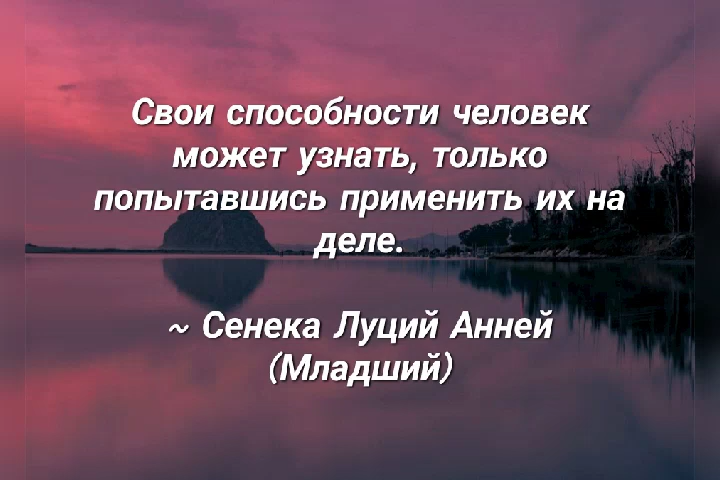 Свои способности человек
может узнать, только
попытавшись применить их на
деле.
~ Сенека Луций Анней
(Младший)